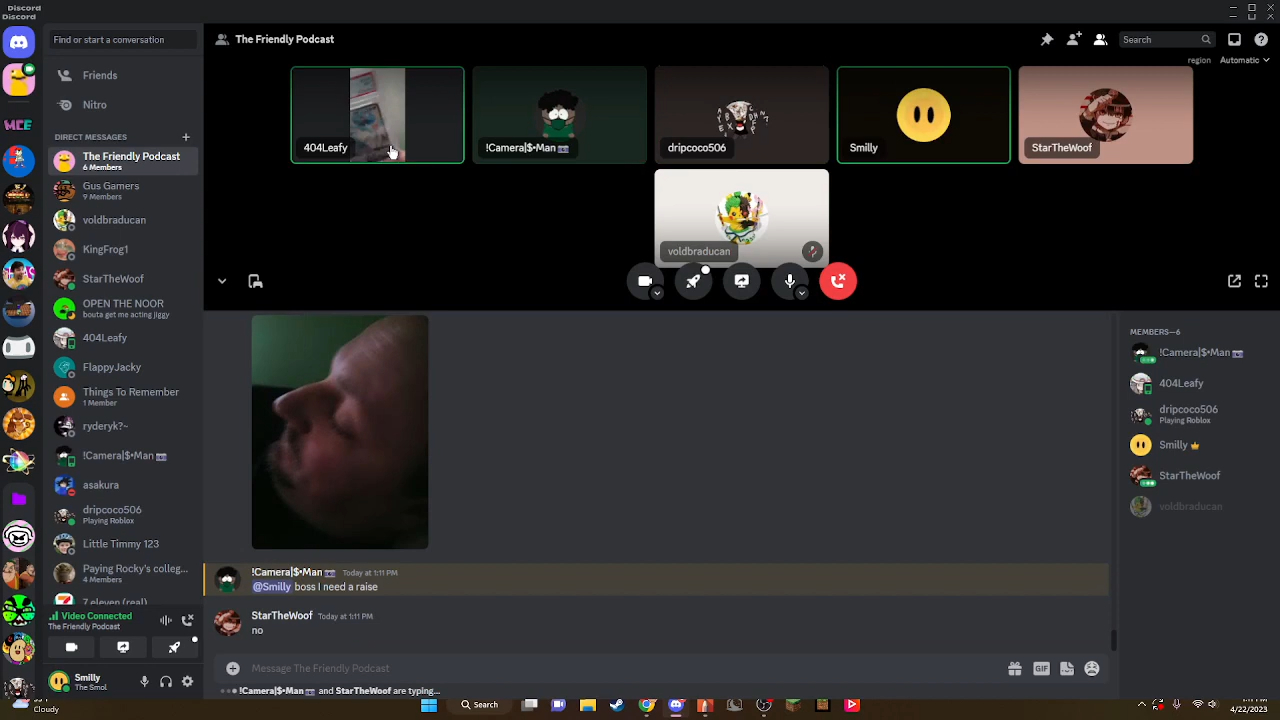 Discord
Discord
Find or start a conversation
The Friendly Podcast
Search
region
Automatic
Friends
Nitro
DIRECT MESSAGES
The Friendly Podcast
6 Members
Gus Gamers
9 Members
voldbraducan
KingFrog1
StarTheWoof
OPEN THE NOOR
bouta get me acting jiggy
404Leafy
FlappyJacky
Things To Remember
1 Member
ryderyk?~
!Camera|$•Man
asakura
dripcoco506
Playing Roblox
Little Timmy 123
Paying Rocky's colleg...
4 Members
7 eleven (real)
Video Connected
The Friendly Podcast
Smilly
The Smol
404Leafy
!Camera|$•Man
dripcoco506
Smilly
StarTheWoof
voldbraducan
!Camera|$•Man Today at 1:11 PM
@Smilly boss I need a raise
StarTheWoof Today at 1:11 PM
no
Message The Friendly Podcast
GIF
!Camera|$•Man and StarTheWoof are typing...
MEMBERS—6
!Camera|$•Man
404Leafy
dripcoco506
Playing Roblox
Smilly
StarTheWoof
voldbraducan
Cloudy
Search
4/22/2023